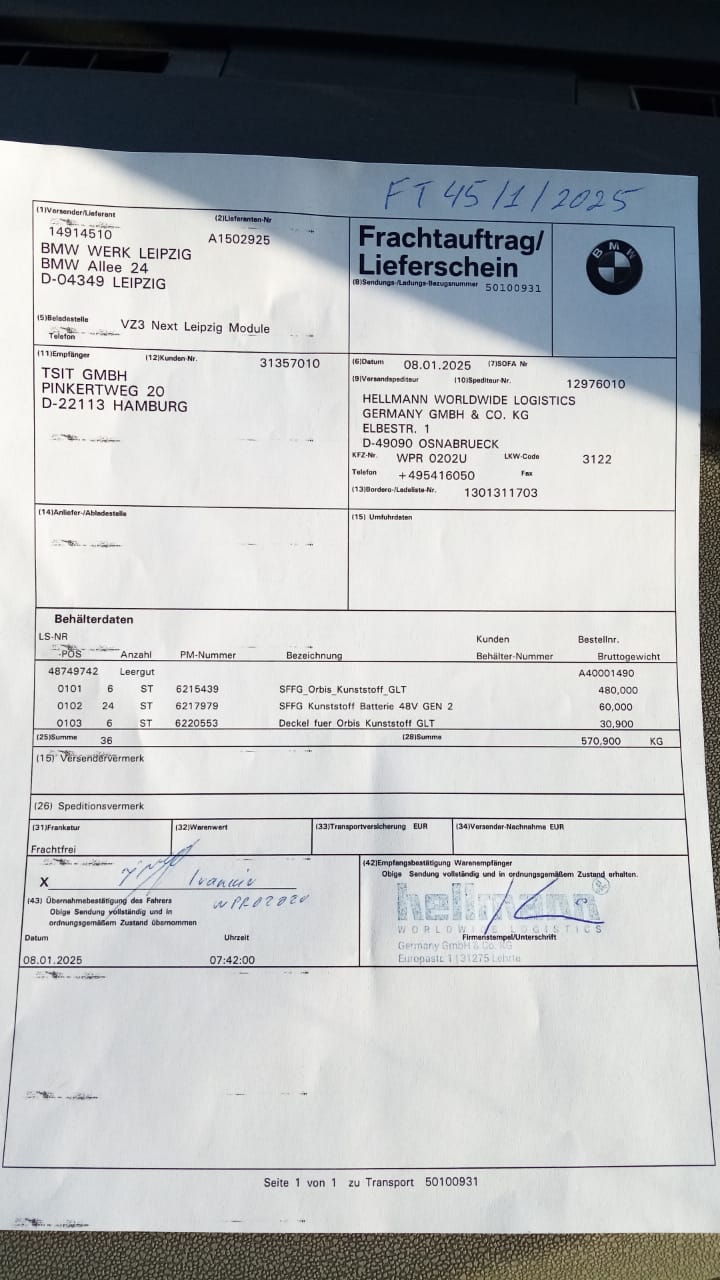 FT 45/1/2025
(1)Versender/Lieferant
(2)Lieferanten-Nr
14914510
A1502925
BMW WERK LEIPZIG
BMW Allee 24
D-04349 LEIPZIG
(5)Beladestelle
VZ3 Next Leipzig Module
Telefon
Frachtauftrag/
Lieferschein
(8)Sendungs-/Ladungs-Bezugsnummer 50100931
BMW
(11)Empfänger
(12)Kunden-Nr.
31357010
TSIT GMBH
PINKERTWEG 20
D-22113 HAMBURG
(6)Datum 08.01.2025 (7)SOFA Nr
(9)Versandspediteur (10)Spediteur-Nr. 12976010
HELLMANN WORLDWIDE LOGISTICS
GERMANY GMBH & CO. KG
ELBESTR. 1
D-49090 OSNABRUECK
KFZ-Nr. WPR 0202U LKW-Code 3122
Telefon +495416050 Fax
(13)Bordero-/Ladeliste-Nr. 1301311703
(14)Anliefer-/Abladestelle
(15) Umfuhrdaten
Behälterdaten
LS-NR Kunden Bestellnr.
-POS Anzahl PM-Nummer Bezeichnung Behälter-Nummer Bruttogewicht
48749742 Leergut A40001490
0101 6 ST 6215439 SFFG_Orbis_Kunststoff_GLT 480,000
0102 24 ST 6217979 SFFG Kunststoff Batterie 48V GEN 2 60,000
0103 6 ST 6220553 Deckel fuer Orbis Kunststoff GLT 30,900
(25)Summe 36 (28)Summe 570,900 KG
(15) Versendervermerk
(26) Speditionsvermerk
(31)Frankatur (32)Warenwert (33)Transportversicherung EUR (34)Versender-Nachnahme EUR
Frachtfrei
X
(43) Übernahmebestätigung des Fahrers
Obige Sendung vollständig und in
ordnungsgemäßem Zustand übernommen
Datum Uhrzeit
08.01.2025 07:42:00
(42)Empfangsbestätigung Warenempfänger
Obige Sendung vollständig und in ordnungsgemäßem Zustand erhalten.
hellmann
WORLDWIDE LOGISTICS
Firmenstempel/Unterschrift
Germany GmbH & Co. KG
Europastr. 1 | 31275 Lehrte
Seite 1 von 1 zu Transport 50100931